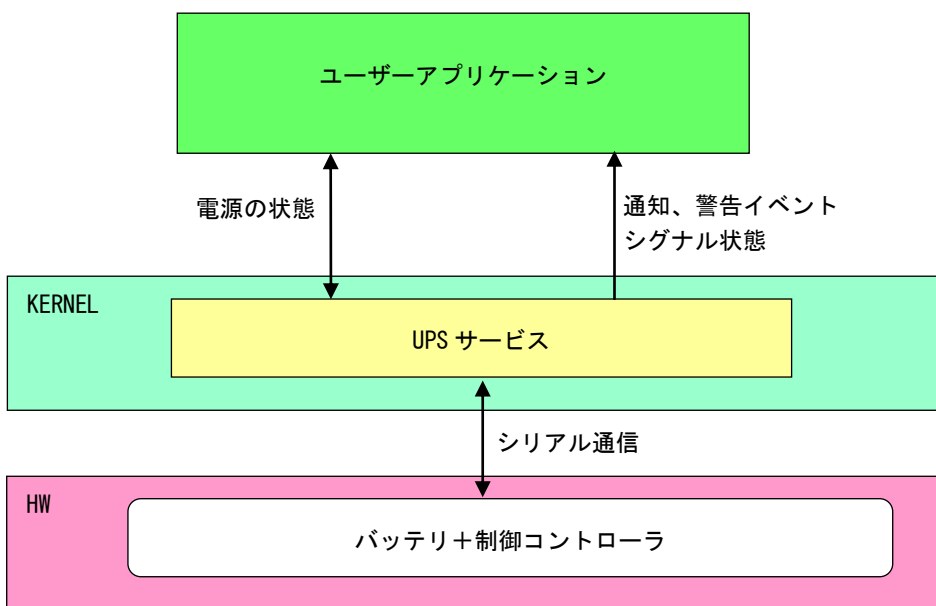 ユーザーアプリケーション
電源の状態
通知、警告イベント
シグナル状態
KERNEL
UPS サービス
シリアル通信
HW
バッテリ+制御コントローラ